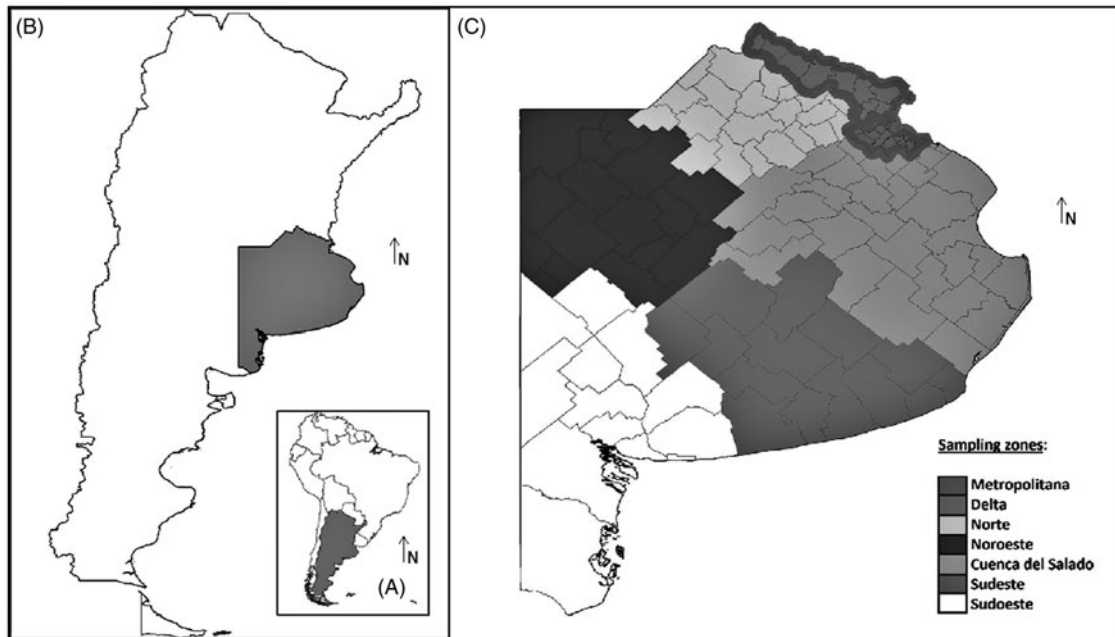 (B)
N
N
(A)
(C)
N
Sampling zones:
Metropolitana
Delta
Norte
Noroeste
Cuenca del Salado
Sudeste
Sudoeste